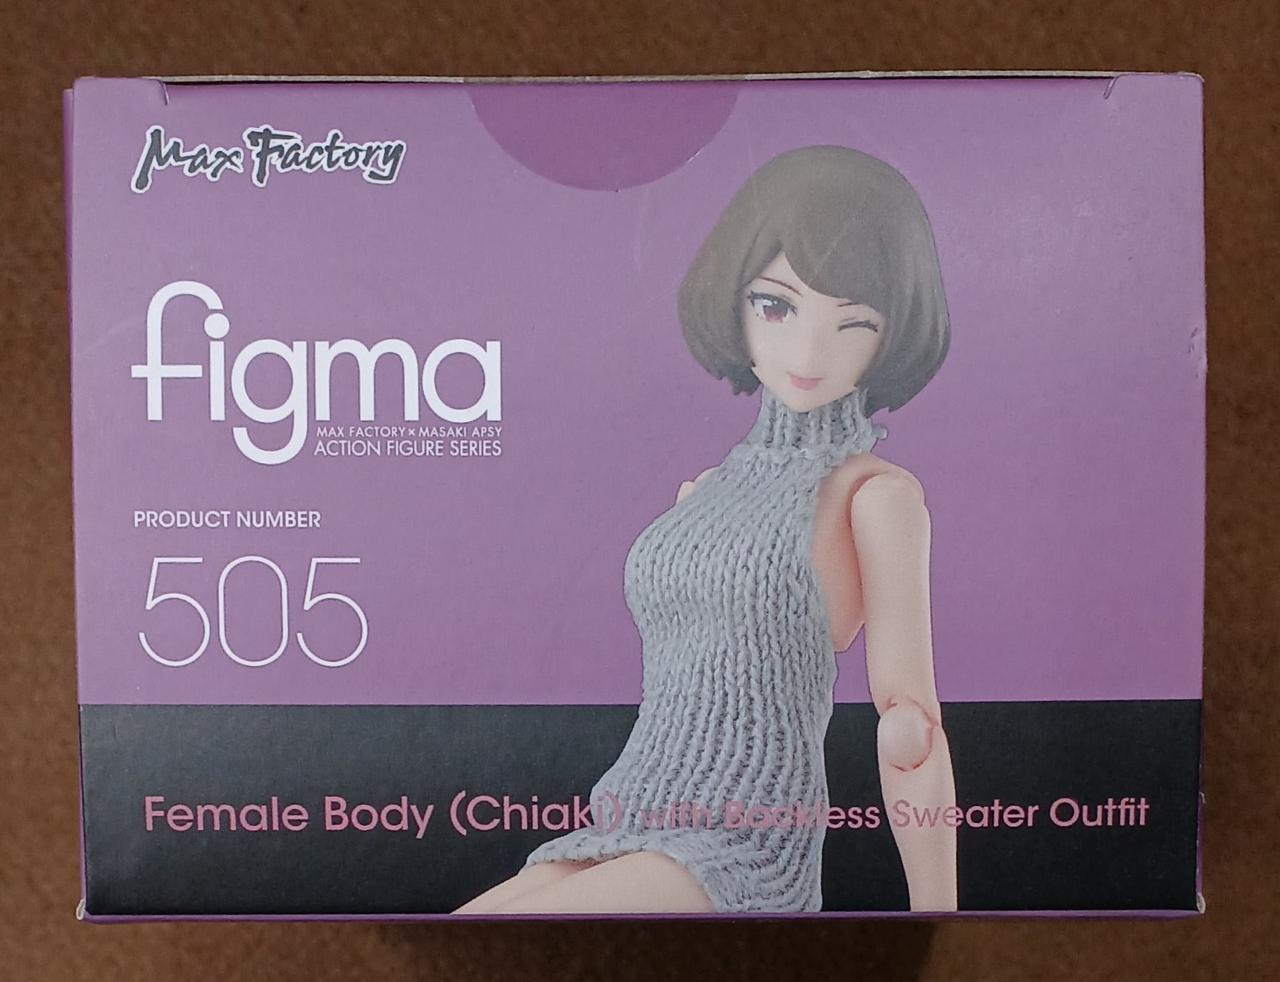 Max Factory
figma
MAX FACTORY × MASAKI APSY
ACTION FIGURE SERIES
PRODUCT NUMBER
505
Female Body (Chiaki) with Backless Sweater Outfit